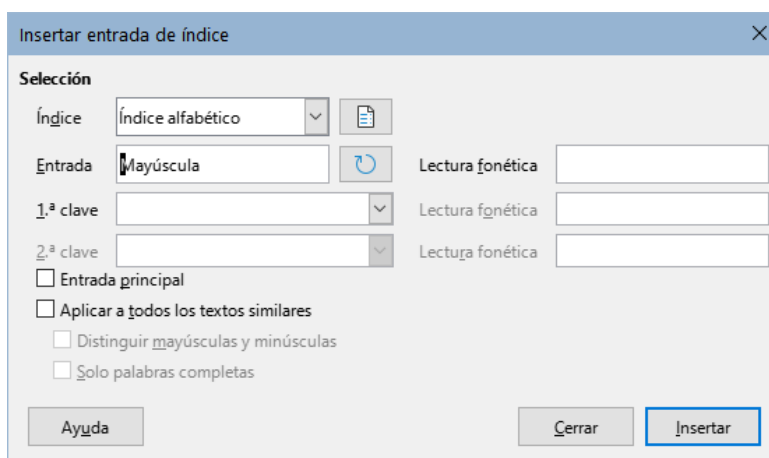 Insertar entrada de índice
Selección
Índice Índice alfabético
Entrada Mayúscula Lectura fonética
1.ª clave Lectura fonética
2.ª clave Lectura fonética
Entrada principal
Aplicar a todos los textos similares
Distinguir mayúsculas y minúsculas
Solo palabras completas
Ayuda Cerrar Insertar